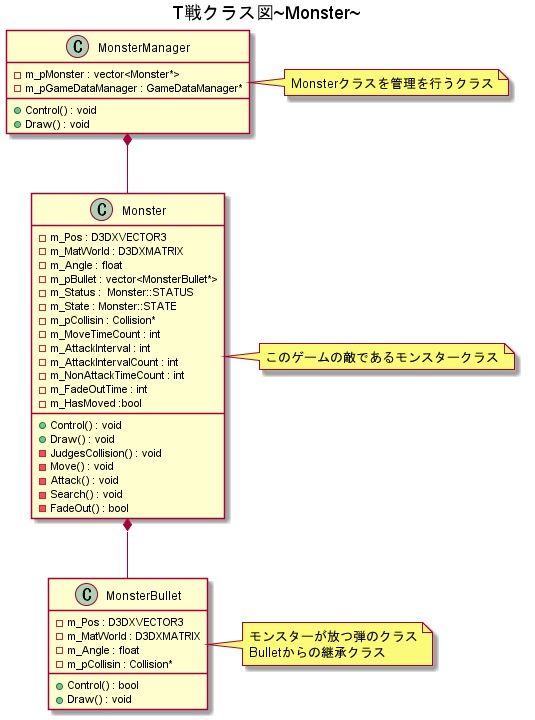 T戦クラス図~Monster~
C MonsterManager
m_pMonster : vector<Monster*>
m_pGameDataManager : GameDataManager*
Control() : void
Draw() : void
Monsterクラスを管理を行うクラス
C Monster
m_Pos : D3DXVECTOR3
m_MatWorld : D3DXMATRIX
m_Angle : float
m_pBullet : vector<MonsterBullet*>
m_Status : Monster::STATUS
m_State : Monster::STATE
m_pCollisin : Collision*
m_MoveTimeCount : int
m_AttackInterval : int
m_AttackIntervalCount : int
m_NonAttackTimeCount : int
m_FadeOutTime : int
m_HasMoved :bool
Control() : void
Draw() : void
JudgesCollision() : void
Move() : void
Attack() : void
Search() : void
FadeOut() : bool
このゲームの敵であるモンスタークラス
C MonsterBullet
m_Pos : D3DXVECTOR3
m_MatWorld : D3DXMATRIX
m_Angle : float
m_pCollisin : Collision*
Control() : bool
Draw() : void
モンスターが放つ弾のクラス
Bulletからの継承クラス